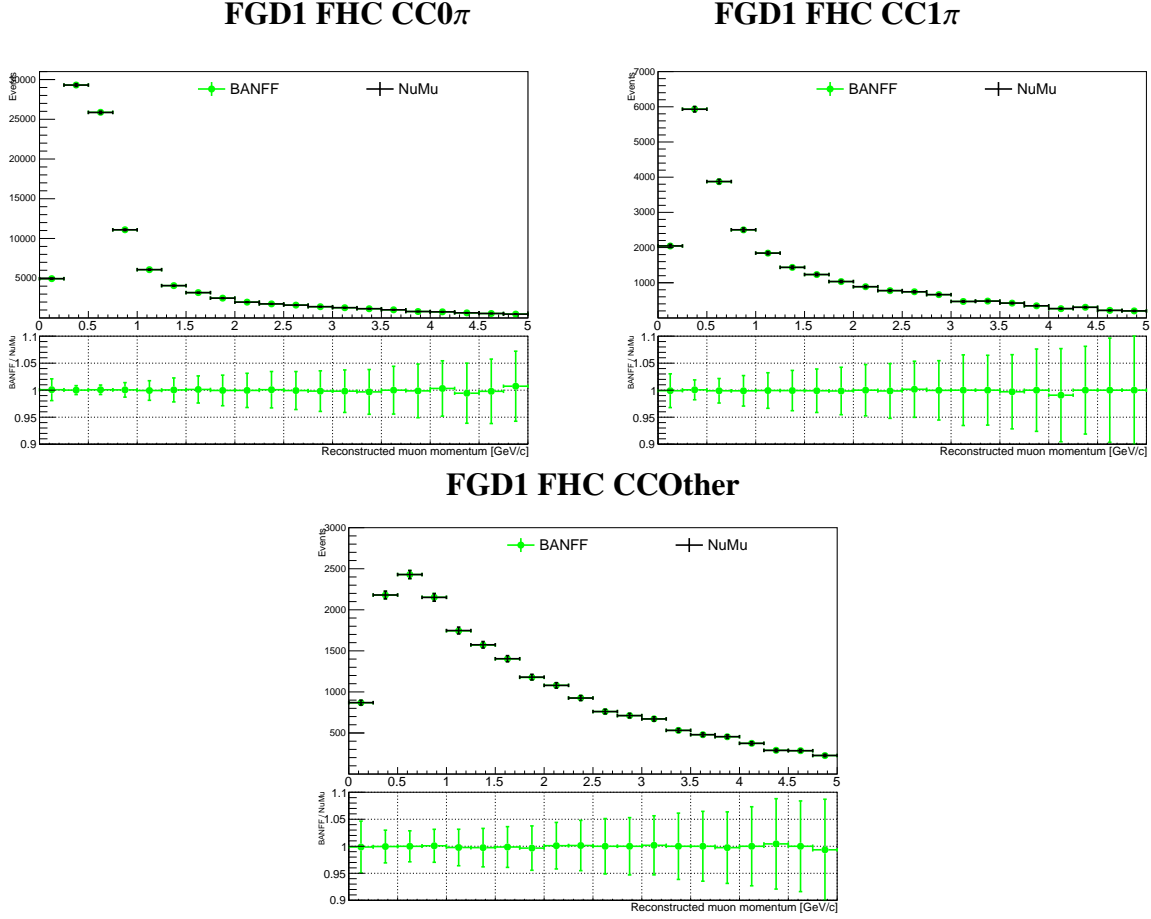 FGD1 FHC CC0π
FGD1 FHC CC1π
Events
BANFF
NuMu
30000
25000
20000
15000
10000
5000
0 0.5 1 1.5 2 2.5 3 3.5 4 4.5 5
BANFF / NuMu
1.1
1.05
1
0.95
0.9
Reconstructed muon momentum [GeV/c]
Events
BANFF
NuMu
7000
6000
5000
4000
3000
2000
1000
0 0.5 1 1.5 2 2.5 3 3.5 4 4.5 5
BANFF / NuMu
1.1
1.05
1
0.95
0.9
Reconstructed muon momentum [GeV/c]
FGD1 FHC CCOther
Events
BANFF
NuMu
3000
2500
2000
1500
1000
500
0 0.5 1 1.5 2 2.5 3 3.5 4 4.5 5
BANFF / NuMu
1.1
1.05
1
0.95
0.9
Reconstructed muon momentum [GeV/c]